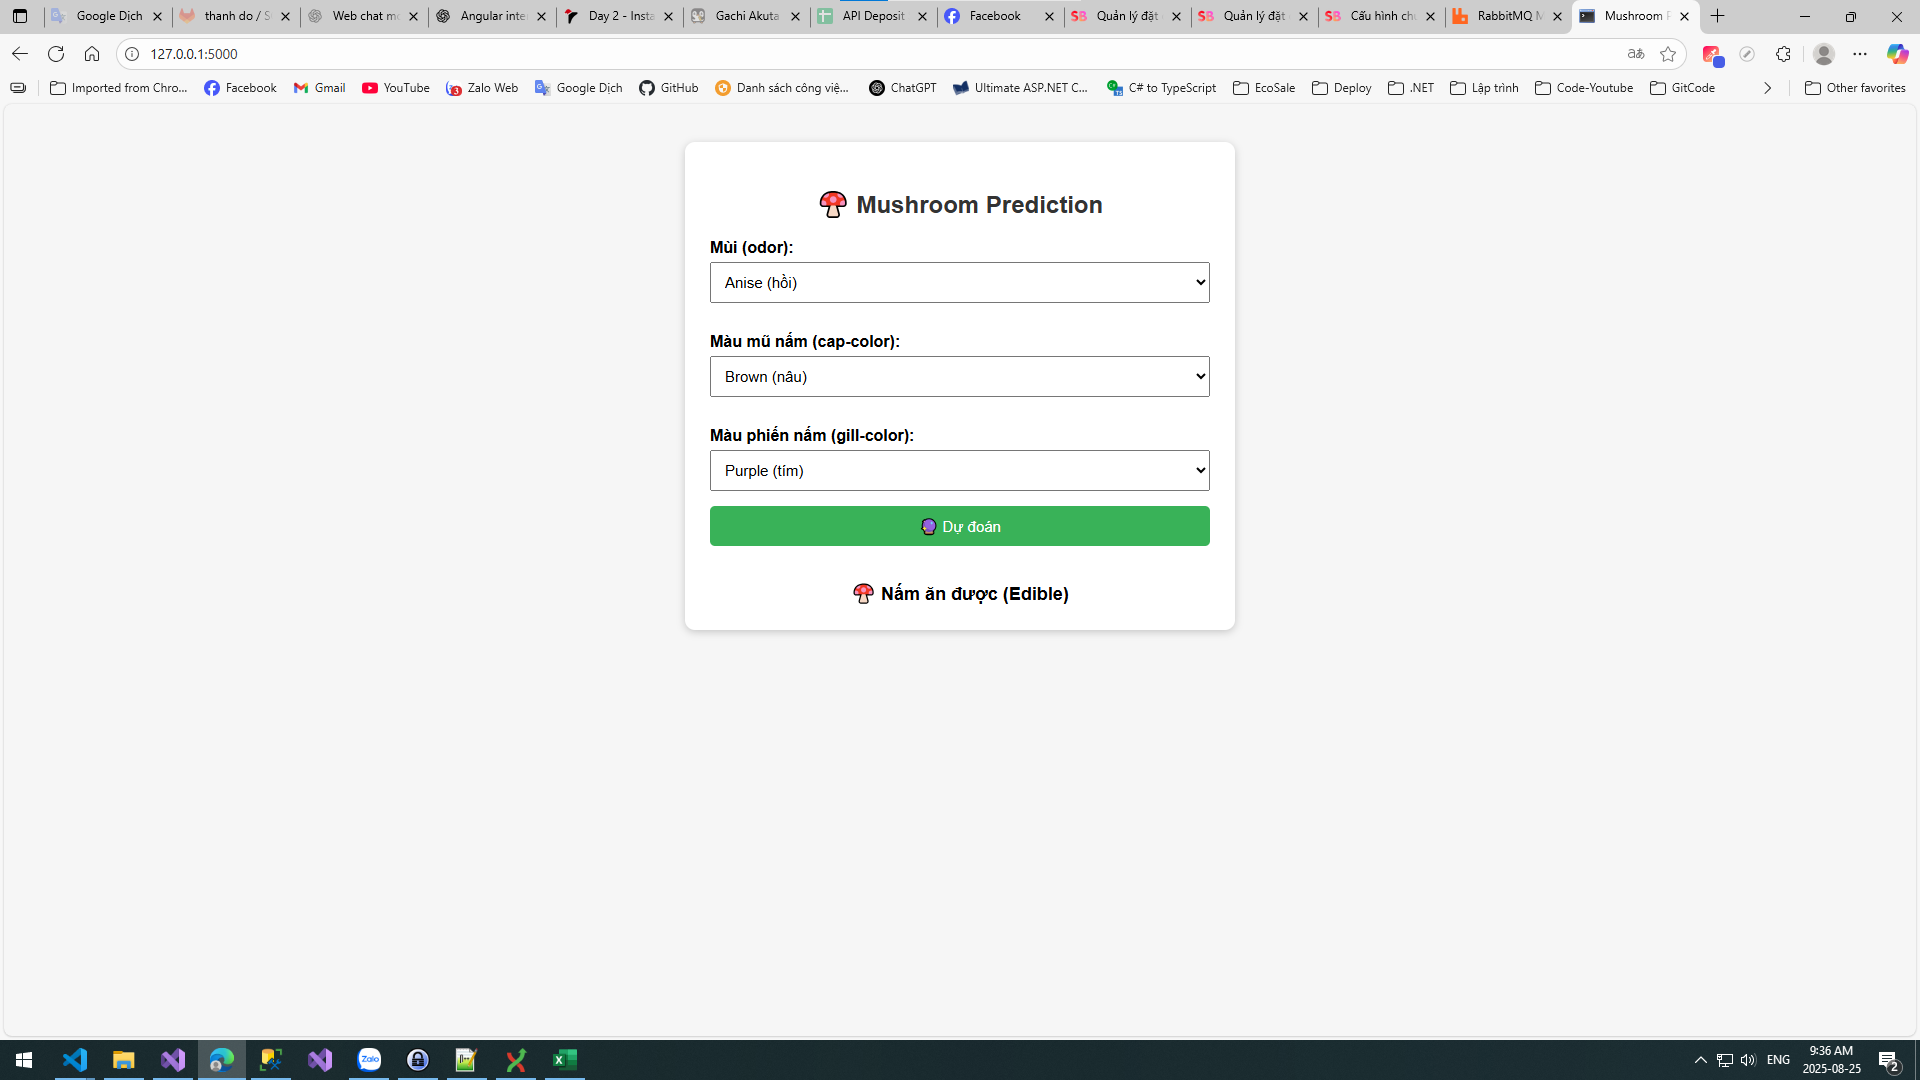 Google Dịch
thanh do / S
Web chat mo
Angular inte
Day 2 - Insta
Gachi Akuta
API Deposit
Facebook
Quản lý đặt
Quản lý đặt
Cấu hình ch
RabbitMQ M
Mushroom P
127.0.0.1:5000
aあ
Imported from Chro...
Facebook
Gmail
YouTube
Zalo Web
Google Dịch
GitHub
Danh sách công việ...
ChatGPT
Ultimate ASP.NET C...
C# to TypeScript
EcoSale
Deploy
.NET
Lập trình
Code-Youtube
GitCode
Other favorites
Mushroom Prediction
Mùi (odor):
Anise (hồi)
Màu mũ nấm (cap-color):
Brown (nâu)
Màu phiến nấm (gill-color):
Purple (tím)
Dự đoán
Nấm ăn được (Edible)
Zalo
ENG
9:36 AM
2025-08-25
2